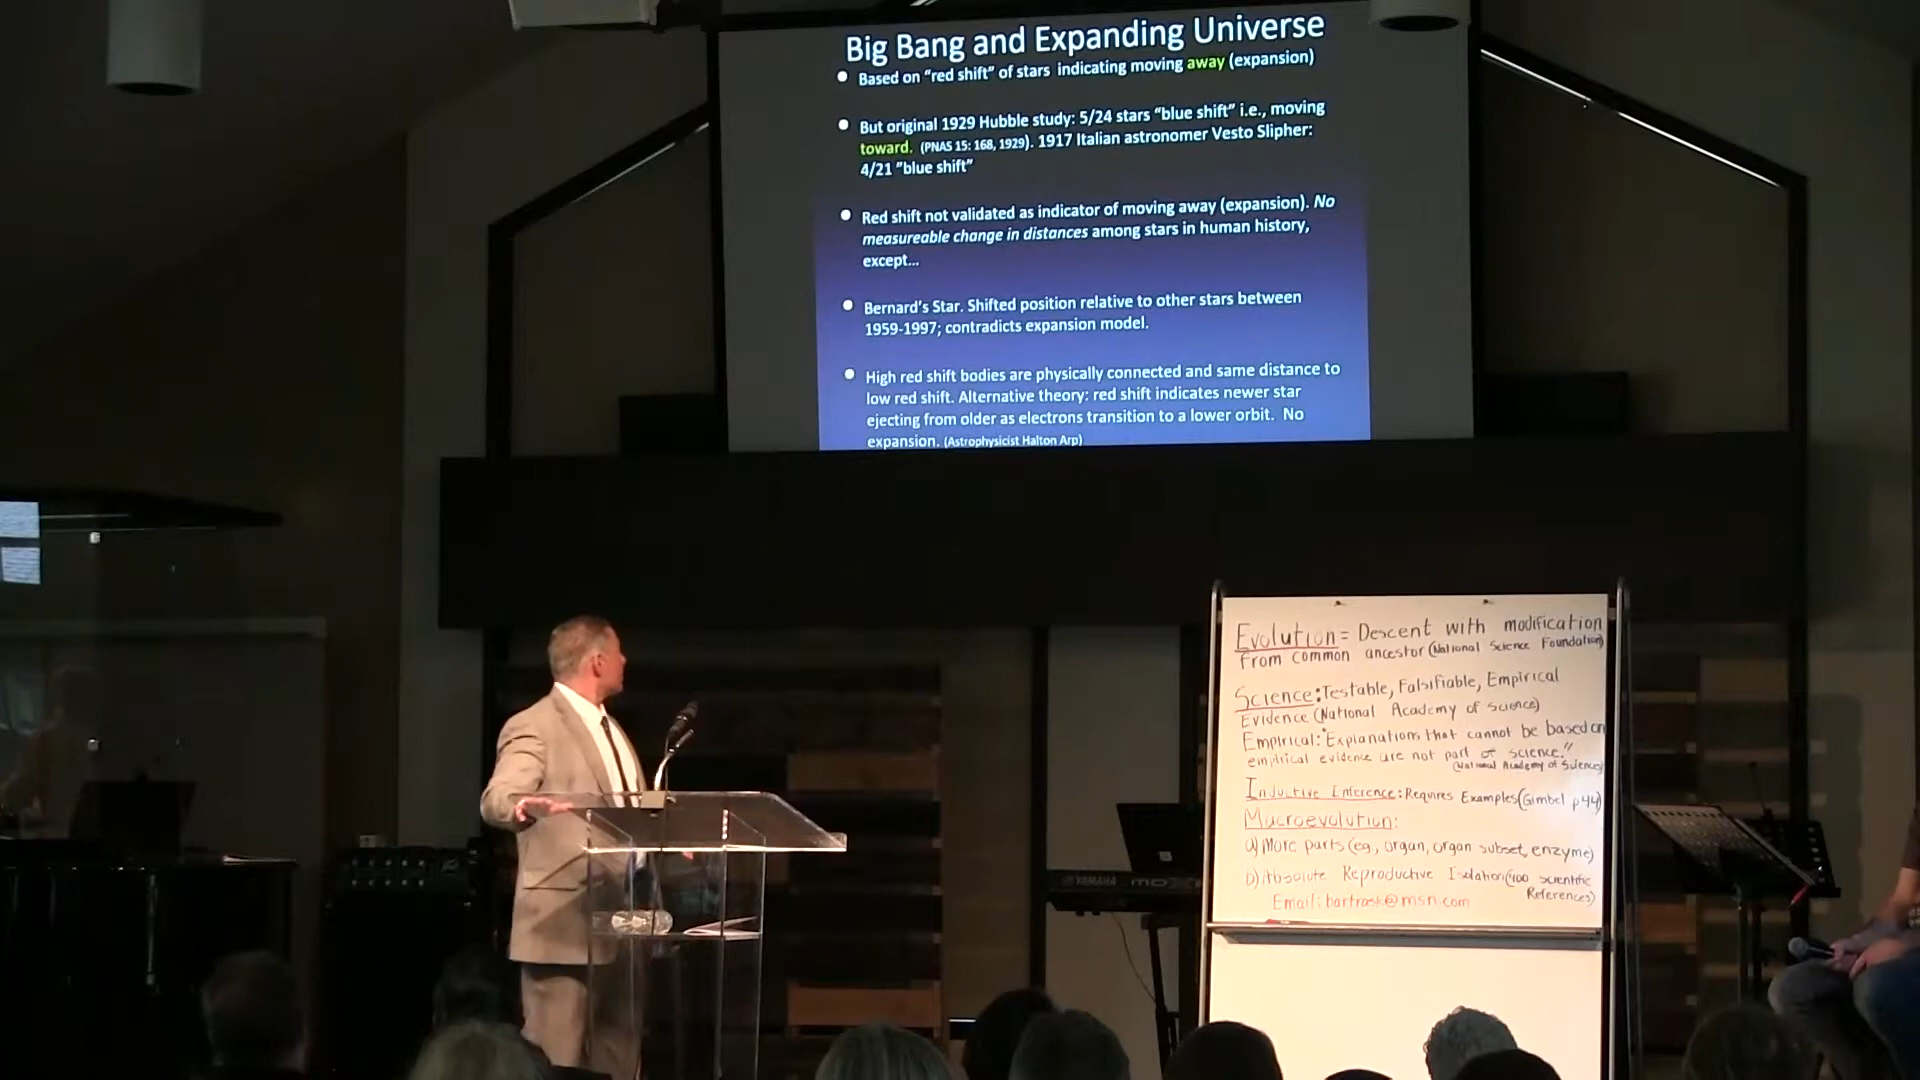 Big Bang and Expanding Universe
Based on “red shift” of stars indicating moving away (expansion)
But original 1929 Hubble study: 5/24 stars “blue shift” i.e., moving
toward. (PNAS 15: 168, 1929). 1917 Italian astronomer Vesto Slipher:
4/21 “blue shift”
Red shift not validated as indicator of moving away (expansion). No
measureable change in distances among stars in human history,
except...
Bernard’s Star. Shifted position relative to other stars between
1959-1997; contradicts expansion model.
High red shift bodies are physically connected and same distance to
low red shift. Alternative theory: red shift indicates newer star
ejecting from older as electrons transition to a lower orbit. No
expansion. (Astrophysicist Halton Arp)
Evolution = Descent with modification
from common ancestor (National Science Foundation)
Science: Testable, Falsifiable, Empirical
Evidence (National Academy of Science)
Empirical: "Explanations that cannot be based on
empirical evidence are not part of science."
(National Academy of Science)
Inductive Inference: Requires Examples (Gimbel p44)
Macroevolution:
a) More parts (eg., organ, organ subset, enzyme)
b) Absolute Reproductive Isolation (400 scientific
References)
Email: bartrask@msn.com
YAMAHA